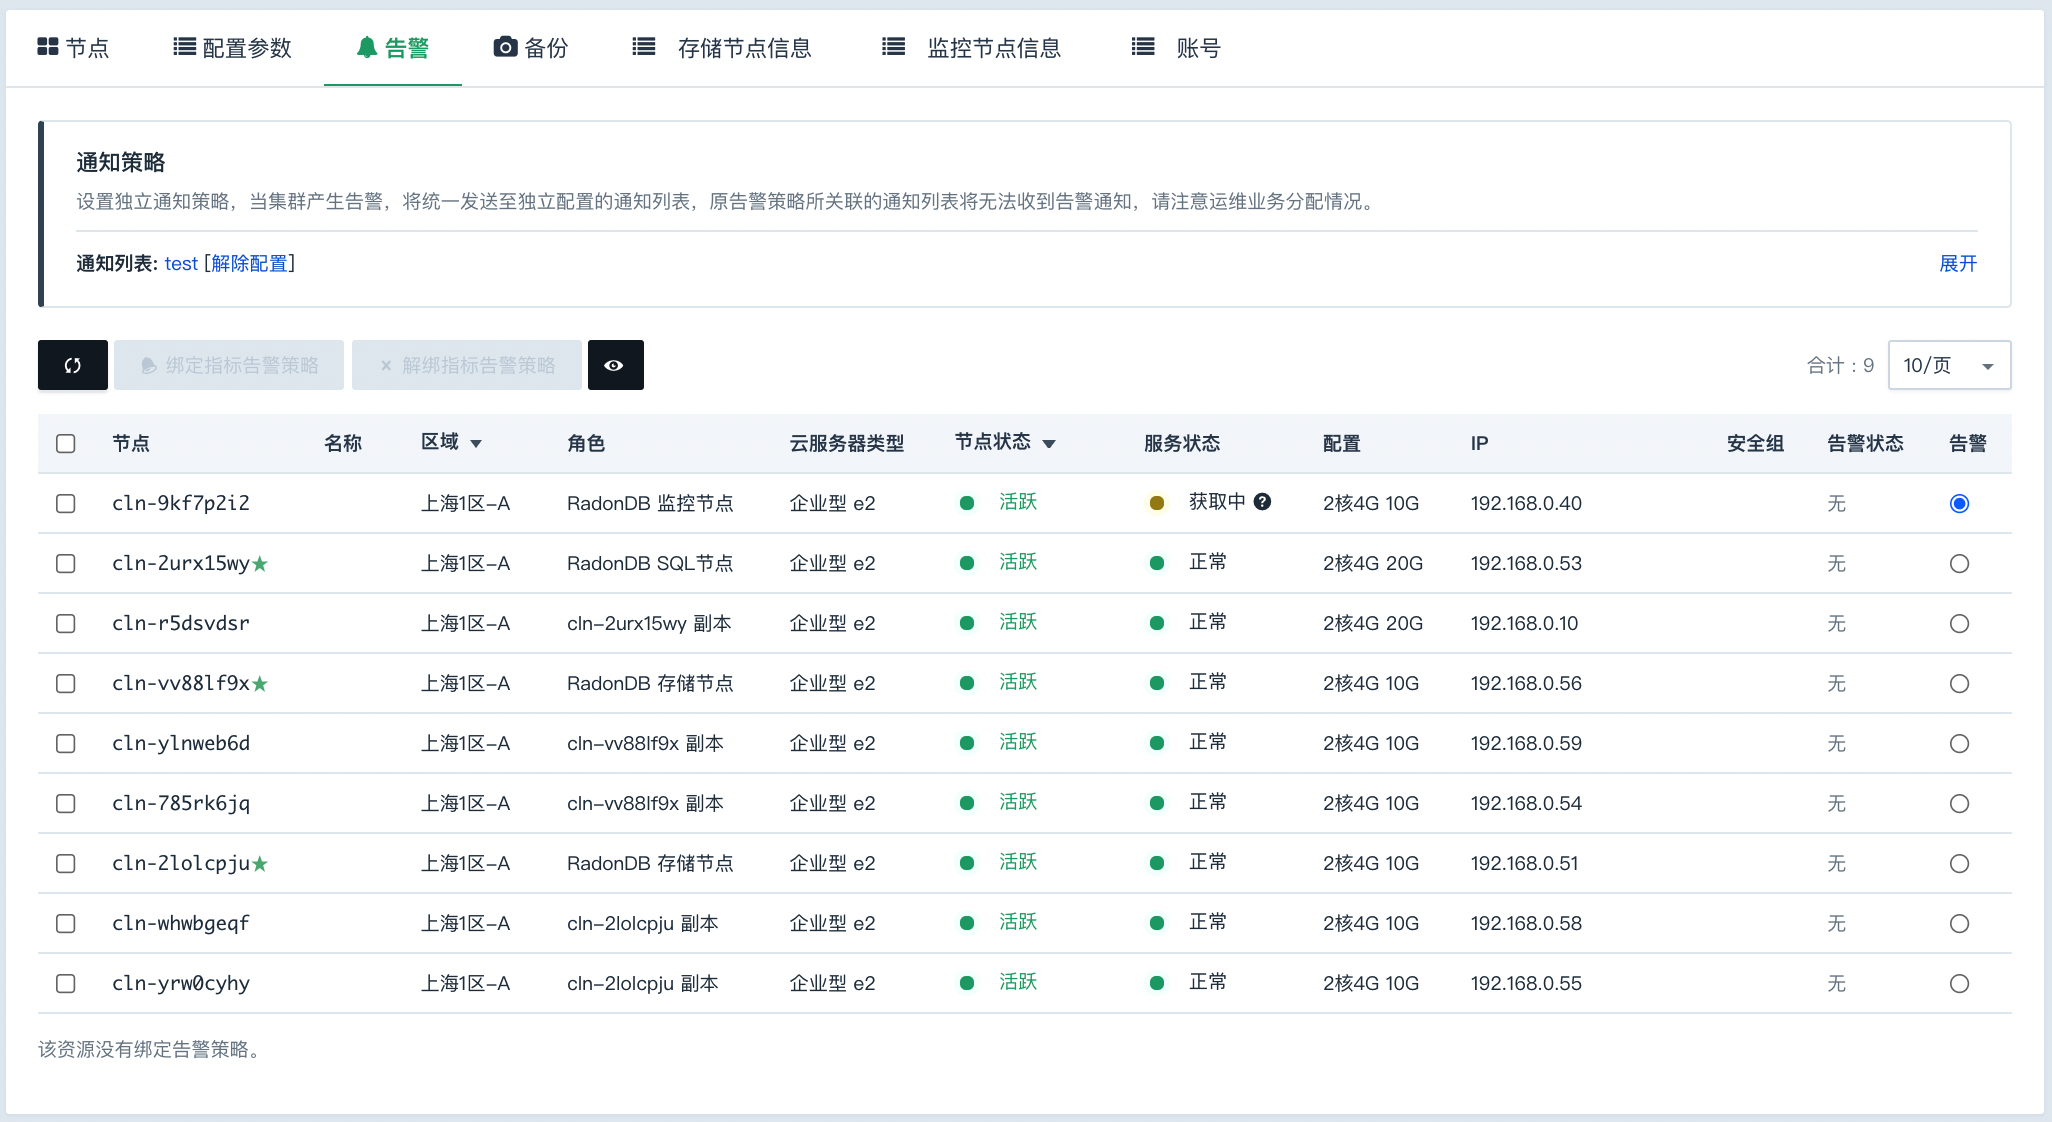 节点 配置参数 告警 备份 存储节点信息 监控节点信息 账号
通知策略
设置独立通知策略，当集群产生告警，将统一发送至独立配置的通知列表，原告警策略所关联的通知列表将无法收到告警通知，请注意运维业务分配情况。
通知列表: test [解除配置] 展开
绑定指标告警策略 × 解绑指标告警策略 合计：9 10/页
节点 名称 区域 角色 云服务器类型 节点状态 服务状态 配置 IP 安全组 告警状态 告警
cln-9kf7p2i2 上海1区-A RadonDB 监控节点 企业型 e2 活跃 获取中 ? 2核4G 10G 192.168.0.40 无
cln-2urx15wy★ 上海1区-A RadonDB SQL节点 企业型 e2 活跃 正常 2核4G 20G 192.168.0.53 无
cln-r5dsvdsr 上海1区-A cln-2urx15wy 副本 企业型 e2 活跃 正常 2核4G 20G 192.168.0.10 无
cln-vv88lf9x★ 上海1区-A RadonDB 存储节点 企业型 e2 活跃 正常 2核4G 10G 192.168.0.56 无
cln-ylnweb6d 上海1区-A cln-vv88lf9x 副本 企业型 e2 活跃 正常 2核4G 10G 192.168.0.59 无
cln-785rk6jq 上海1区-A cln-vv88lf9x 副本 企业型 e2 活跃 正常 2核4G 10G 192.168.0.54 无
cln-2lolcpju★ 上海1区-A RadonDB 存储节点 企业型 e2 活跃 正常 2核4G 10G 192.168.0.51 无
cln-whwbgeqf 上海1区-A cln-2lolcpju 副本 企业型 e2 活跃 正常 2核4G 10G 192.168.0.58 无
cln-yrw0cyhy 上海1区-A cln-2lolcpju 副本 企业型 e2 活跃 正常 2核4G 10G 192.168.0.55 无
该资源没有绑定告警策略。